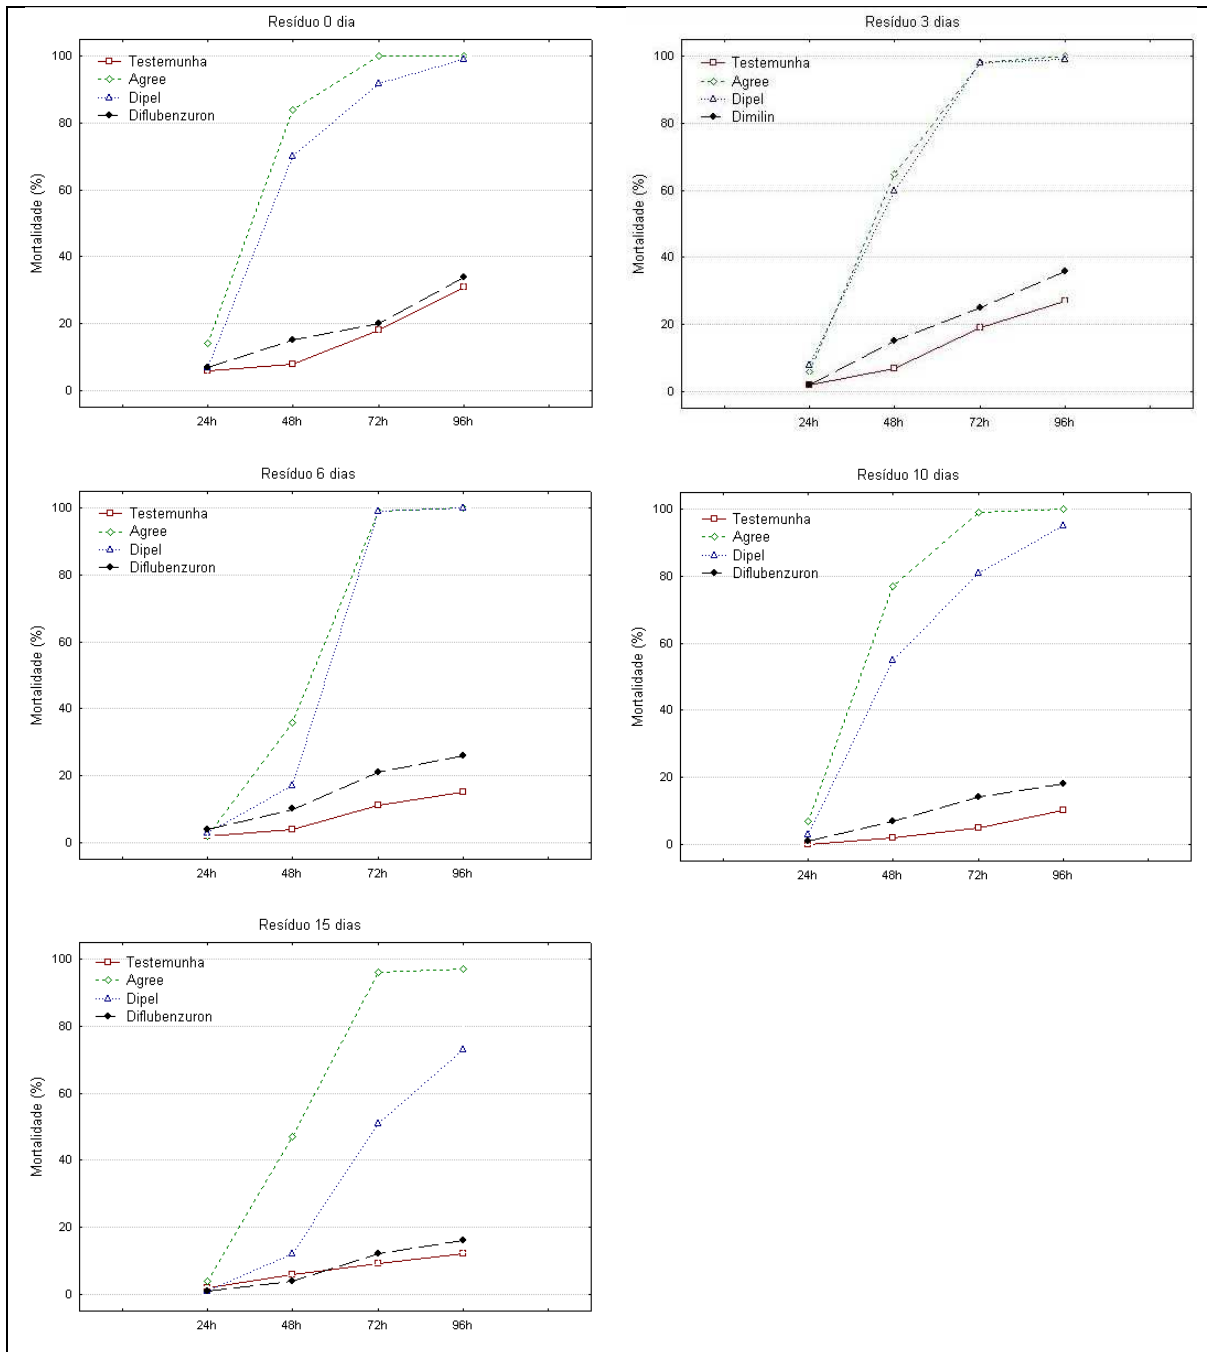 Resíduo 0 dia
Testemunha
Agree
Dipel
Diflubenzuron
Mortalidade (%)
100
80
60
40
20
0
24h 48h 72h 96h
Resíduo 3 dias
Testemunha
Agree
Dipel
Dimilin
Mortalidade (%)
100
80
60
40
20
0
24h 48h 72h 96h
Resíduo 6 dias
Testemunha
Agree
Dipel
Diflubenzuron
Mortalidade (%)
100
80
60
40
20
0
24h 48h 72h 96h
Resíduo 10 dias
Testemunha
Agree
Dipel
Diflubenzuron
Mortalidade (%)
100
80
60
40
20
0
24h 48h 72h 96h
Resíduo 15 dias
Testemunha
Agree
Dipel
Diflubenzuron
Mortalidade (%)
100
80
60
40
20
0
24h 48h 72h 96h